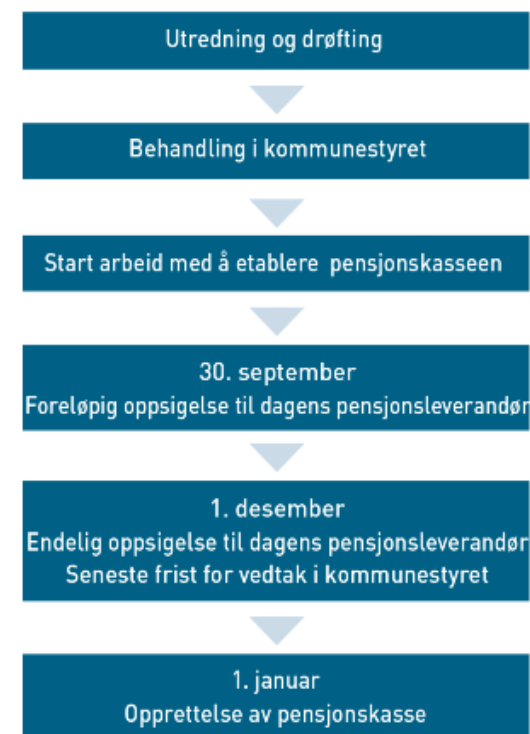 Utredning og drøfting
Behandling i kommunestyret
Start arbeid med å etablere pensjonskasseen
30. september
Foreløpig oppsigelse til dagens pensjonsleverandør
1. desember
Endelig oppsigelse til dagens pensjonsleverandør
Seneste frist for vedtak i kommunestyret
1. januar
Opprettelse av pensjonskasse